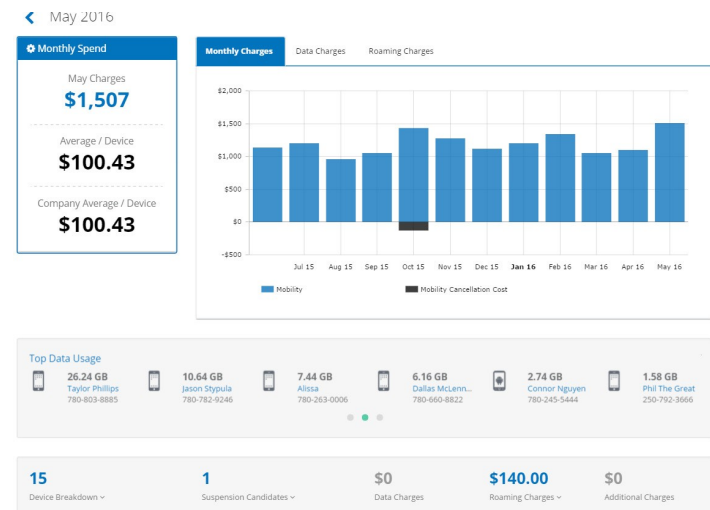 May 2016
Monthly Spend
May Charges
$1,507
Average / Device
$100.43
Company Average / Device
$100.43
Monthly Charges Data Charges Roaming Charges
$2,000
$1,500
$1,000
$500
$0
-$500
Jul 15 Aug 15 Sep 15 Oct 15 Nov 15 Dec 15 Jan 16 Feb 16 Mar 16 Apr 16 May 16
Mobility Mobility Cancellation Cost
Top Data Usage
26.24 GB 10.64 GB 7.44 GB 6.16 GB 2.74 GB 1.58 GB
Taylor Phillips Jason Stypula Alissa Dallas McLenn... Connor Nguyen Phil The Great
780-803-8885 780-782-9246 780-263-0006 780-660-8822 780-245-5444 250-792-3666
15 1 $0 $140.00 $0
Device Breakdown Suspension Candidates Data Charges Roaming Charges Additional Charges